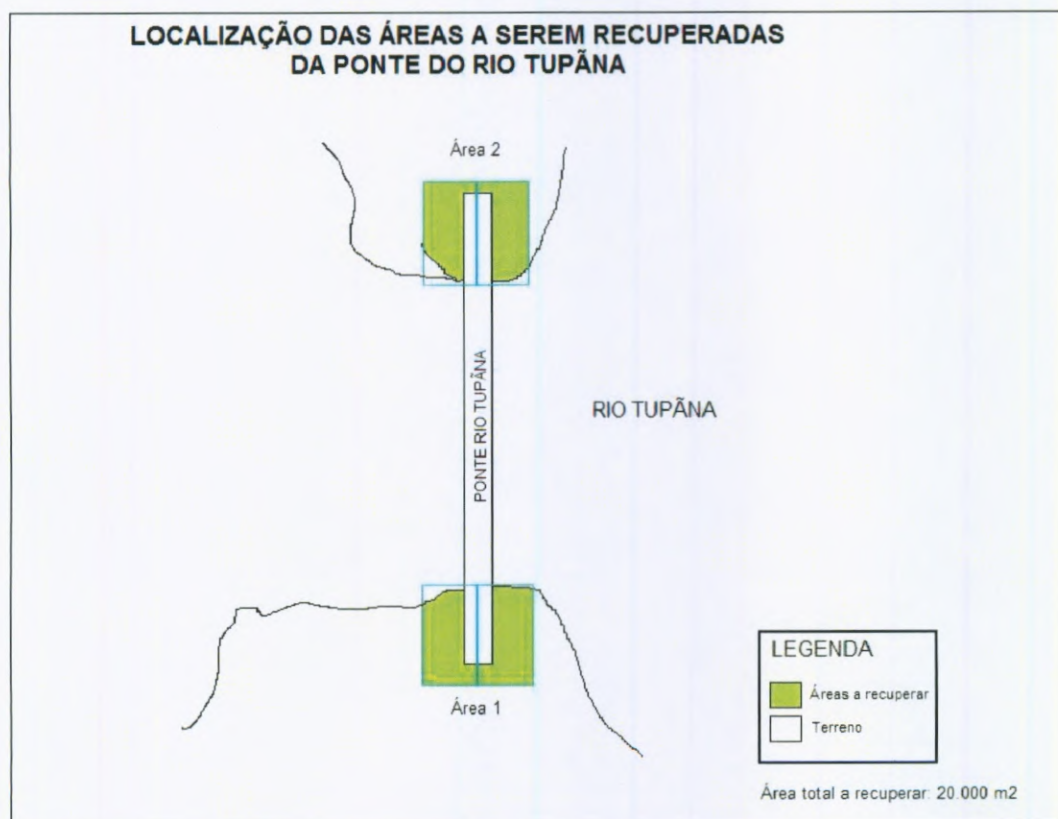 LOCALIZAÇÃO DAS ÁREAS A SEREM RECUPERADAS
DA PONTE DO RIO TUPÃNA
Área 2
PONTE RIO TUPÃNA
RIO TUPÃNA
Área 1
LEGENDA
Áreas a recuperar
Terreno
Área total a recuperar: 20.000 m2